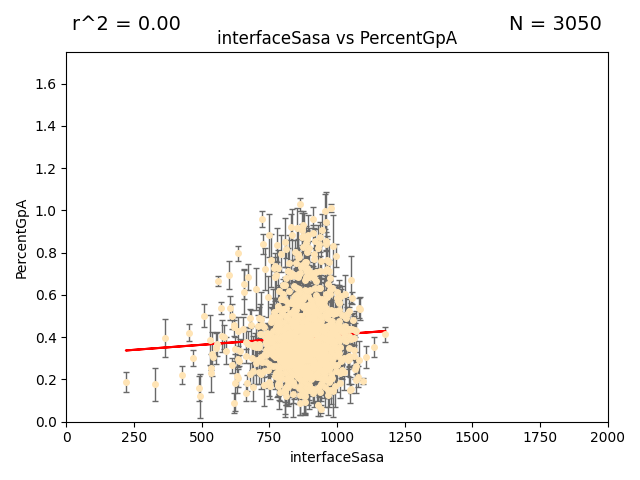 r^2 = 0.00
N = 3050
interfaceSasa vs PercentGpA
PercentGpA
1.6
1.4
1.2
1.0
0.8
0.6
0.4
0.2
0.0
0 250 500 750 1000 1250 1500 1750 2000
interfaceSasa